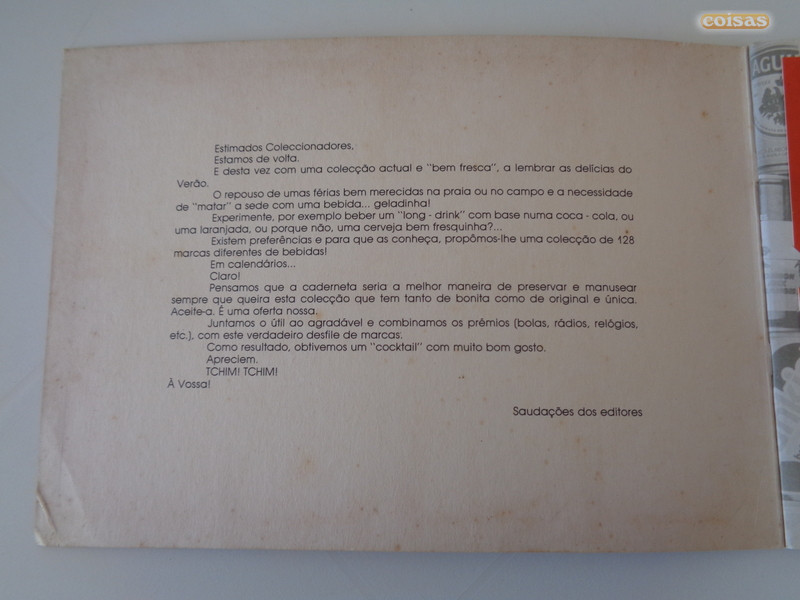 coisas
AGU
Estimados Coleccionadores,
Estamos de volta.
E desta vez com uma colecção actual e "bem fresca", a lembrar as delícias do
Verão.
O repouso de umas férias bem merecidas na praia ou no campo e a necessidade
de "matar" a sede com uma bebida... geladinha!
Experimente, por exemplo beber um "long - drink" com base numa coca - cola, ou
uma laranjada, ou porque não, uma cerveja bem fresquinha?...
Existem preferências e para que as conheça, propômos-lhe uma colecção de 128
marcas diferentes de bebidas!
Em calendários...
Claro!
Pensamos que a caderneta seria a melhor maneira de preservar e manusear
sempre que queira esta colecção que tem tanto de bonita como de original e única.
Aceite-a. É uma oferta nossa.
Juntamos o útil ao agradável e combinamos os prémios (bolas, rádios, relógios,
etc.), com este verdadeiro desfile de marcas.
Como resultado, obtivemos um "cocktail" com muito bom gosto.
Apreciem.
TCHIM! TCHIM!
À Vossa!
Saudações dos editores